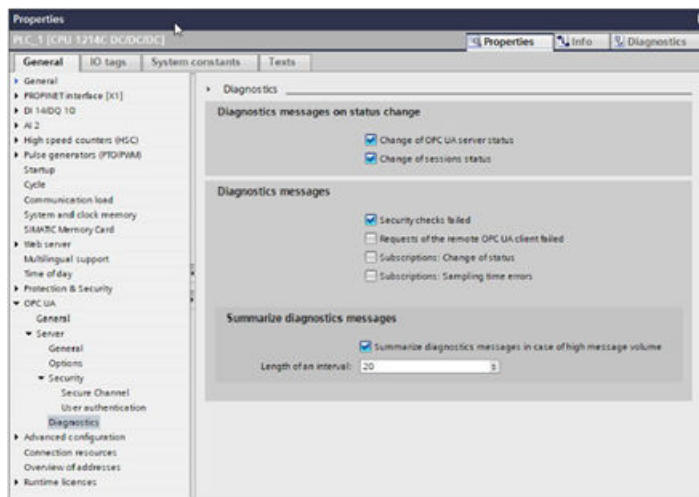 Properties
PLC_1 [CPU 1214C DC/DC/DC]
Properties
Info
Diagnostics
General
IO tags
System constants
Texts
General
PROFINET interface [X1]
DI 14/DQ 10
AI 2
High speed counters (HSC)
Pulse generators (PTO/PWM)
Startup
Cycle
Communication load
System and clock memory
SIMATIC Memory Card
Web server
Multilingual support
Time of day
Protection & Security
OPC UA
General
Server
General
Options
Security
Secure Channel
User authentication
Diagnostics
Advanced configuration
Connection resources
Overview of addresses
Runtime licenses
Diagnostics
Diagnostics messages on status change
Change of OPC UA server status
Change of sessions status
Diagnostics messages
Security checks failed
Requests of the remote OPC UA client failed
Subscriptions: Change of status
Subscriptions: Sampling time errors
Summarize diagnostics messages
Summarize diagnostics messages in case of high message volume
Length of an interval: 20 s